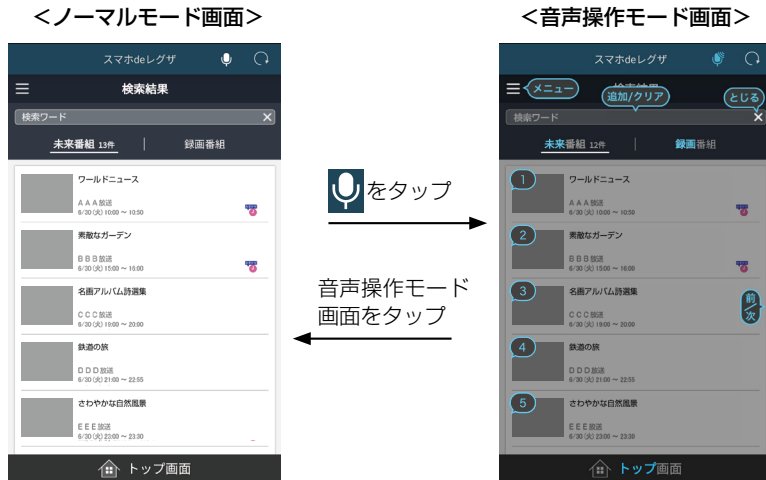 ＜ノーマルモード画面＞
スマホdeレグザ
検索結果
検索ワード
未来番組 13件
録画番組
ワールドニュース
ＡＡＡ放送
6/30（火）10:00 ～ 10:50
素敵なガーデン
ＢＢＢ放送
6/30（火）15:00 ～ 16:00
名画アルバム詩選集
ＣＣＣ放送
6/30（火）19:00 ～ 20:00
鉄道の旅
ＤＤＤ放送
6/30（火）21:00 ～ 22:55
さわやかな自然風景
ＥＥＥ放送
6/30（火）23:00 ～ 23:30
トップ画面
をタップ
音声操作モード
画面をタップ
＜音声操作モード画面＞
スマホdeレグザ
メニュー
検索結果
追加/クリア
とじる
検索ワード
未来番組 12件
録画番組
1
ワールドニュース
ＡＡＡ放送
6/30（火）10:00 ～ 10:50
2
素敵なガーデン
ＢＢＢ放送
6/30（火）15:00 ～ 16:00
3
名画アルバム詩選集
ＣＣＣ放送
6/30（火）19:00 ～ 20:00
前/次
4
鉄道の旅
ＤＤＤ放送
6/30（火）21:00 ～ 22:55
5
さわやかな自然風景
ＥＥＥ放送
6/30（火）23:00 ～ 23:30
トップ画面